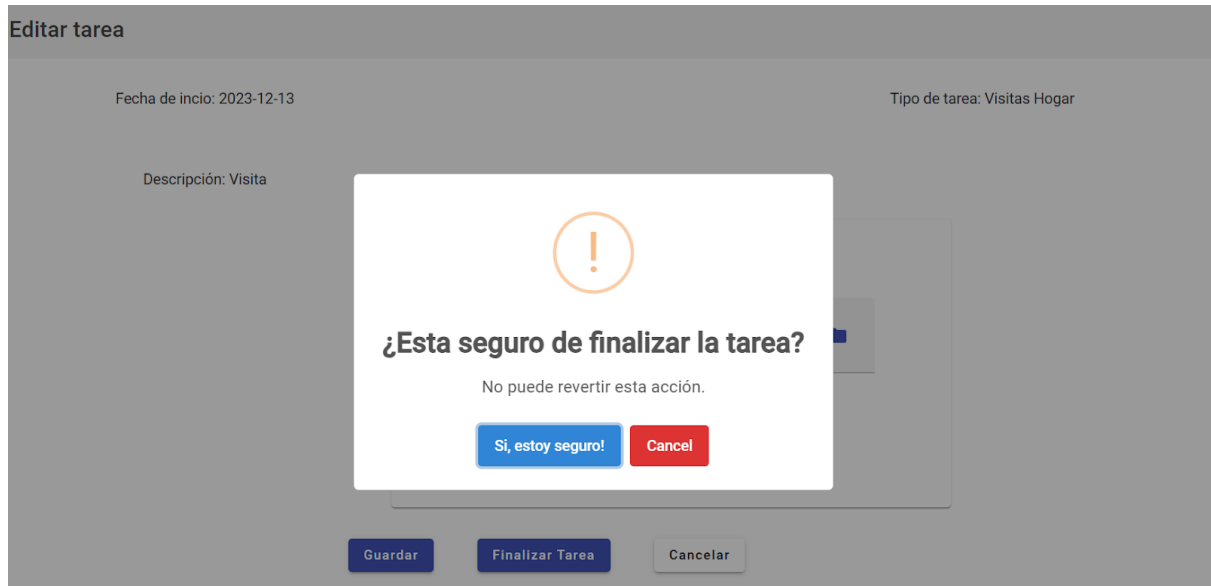 Editar tarea
Fecha de incio: 2023-12-13
Tipo de tarea: Visitas Hogar
Descripción: Visita
!
¿Esta seguro de finalizar la tarea?
No puede revertir esta acción.
Si, estoy seguro!
Cancel
Guardar
Finalizar Tarea
Cancelar